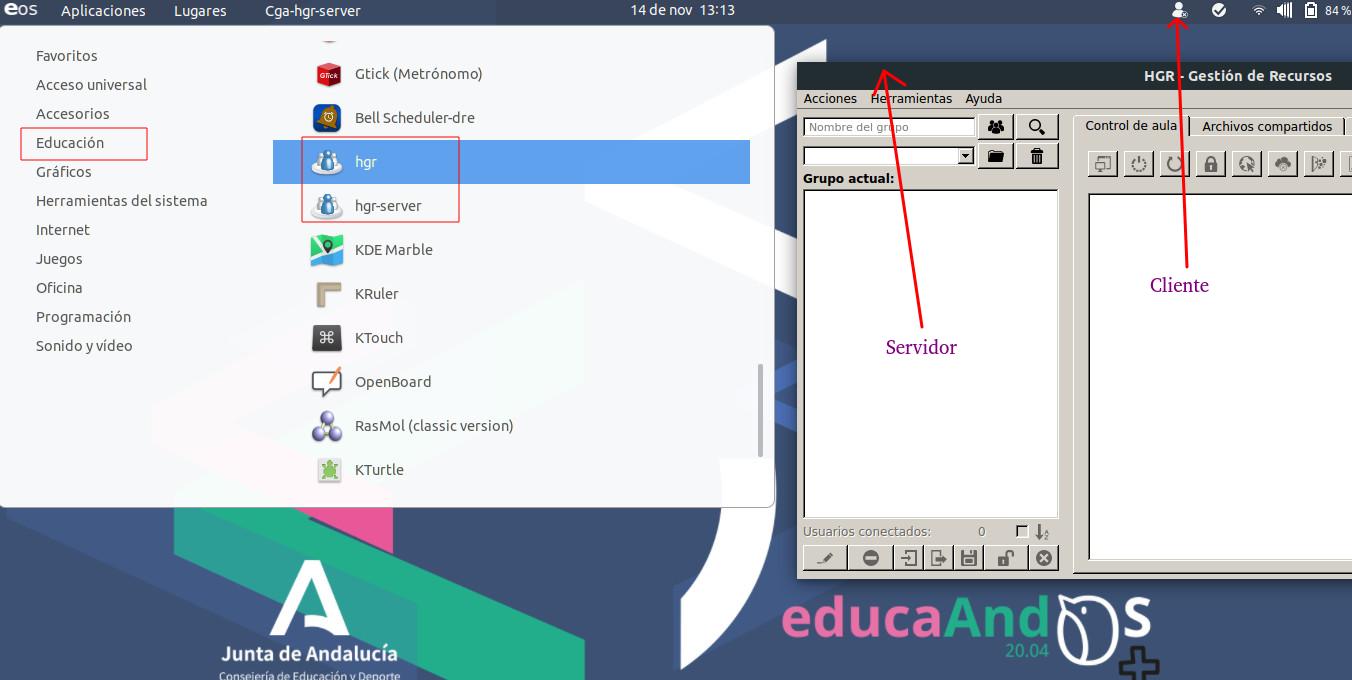 eos Aplicaciones Lugares Cga-hgr-server 14 de nov 13:13 84 %
Favoritos
Acceso universal
Accesorios
Educación
Gráficos
Herramientas del sistema
Internet
Juegos
Oficina
Programación
Sonido y vídeo
GTick
Gtick (Metrónomo)
Bell Scheduler-dre
hgr
hgr-server
KDE Marble
KRuler
KTouch
OpenBoard
RasMol (classic version)
KTurtle
HGR - Gestión de Recursos
Acciones Herramientas Ayuda
Nombre del grupo
Grupo actual:
Control de aula Archivos compartidos
Cliente
Servidor
Usuarios conectados: 0
Junta de Andalucía
Consejería de Educación y Deporte
educaAndOS
20.04